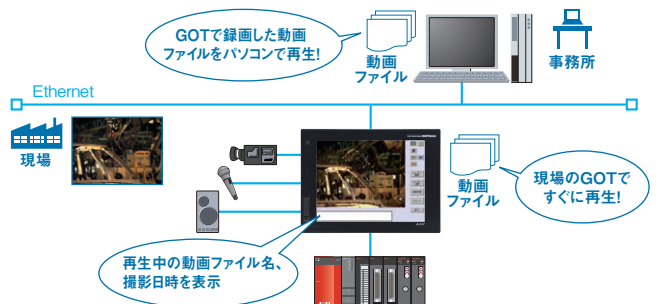 GOTで録画した動画
ファイルをパソコンで再生!
動画
ファイル
事務所
Ethernet
現場
動画
ファイル
現場のGOTで
すぐに再生!
再生中の動画ファイル名、
撮影日時を表示